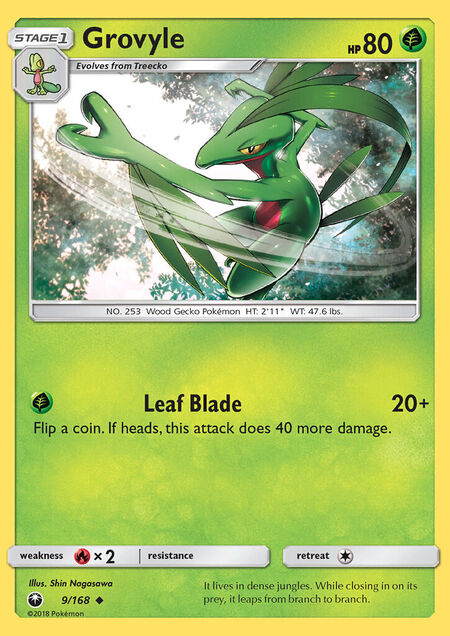 STAGE 1
Grovyle
HP 80
Evolves from Treecko
NO. 253 Wood Gecko Pokémon HT: 2'11" WT: 47.6 lbs.
Leaf Blade 20+
Flip a coin. If heads, this attack does 40 more damage.
weakness × 2 resistance retreat
Illus. Shin Nagasawa
9/168
©2018 Pokémon
It lives in dense jungles. While closing in on its
prey, it leaps from branch to branch.